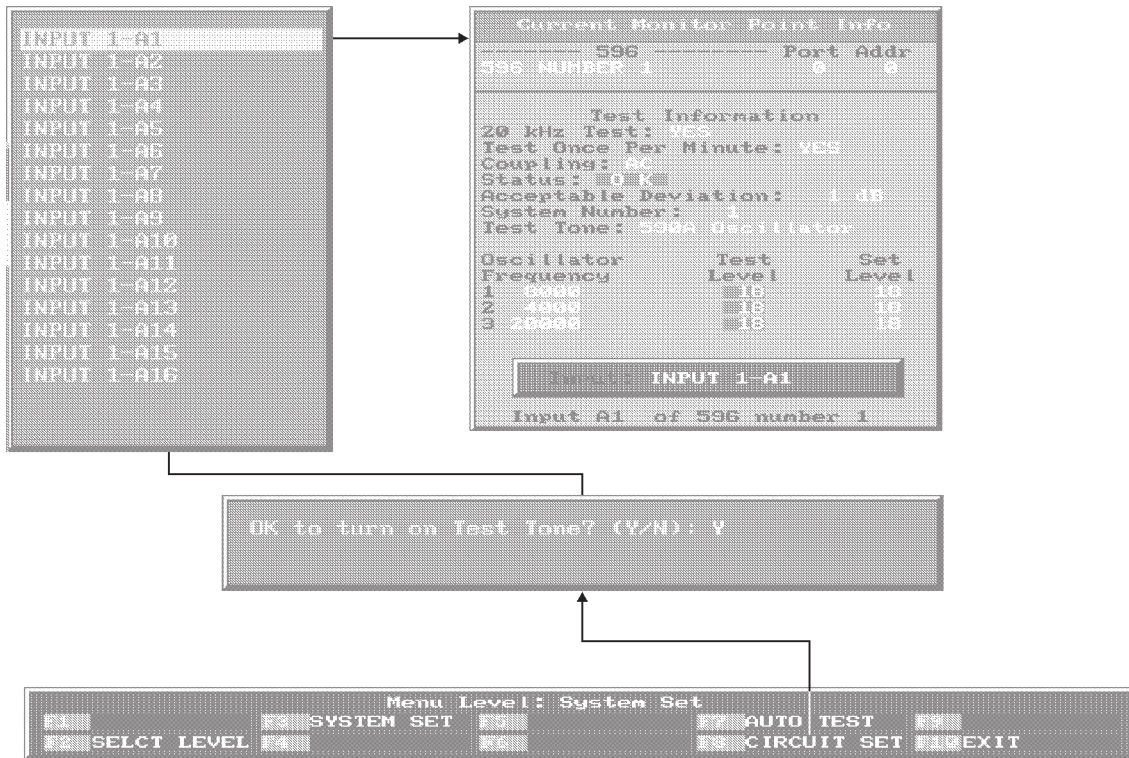 INPUT 1-A1
INPUT 1-A2
INPUT 1-A3
INPUT 1-A4
INPUT 1-A5
INPUT 1-A6
INPUT 1-A7
INPUT 1-A8
INPUT 1-A9
INPUT 1-A10
INPUT 1-A11
INPUT 1-A12
INPUT 1-A13
INPUT 1-A14
INPUT 1-A15
INPUT 1-A16
Current Monitor Point Info
-------- 596 -------- Port Addr
596 NUMBER 1 0 0
Test Information
20 kHz Test: YES
Test Once Per Minute: YES
Coupling: AC
Status: O K
Acceptable Deviation: 1 dB
System Number: 1
Test Tone: 590A Oscillator
Oscillator Test Set
Frequency Level Level
1 18 18
2 4000 18 18
3 20000 18 18
Input: INPUT 1-A1
Input A1 of 596 number 1
OK to turn on Test Tone? (Y/N): Y
Menu Level: System Set
F1 F3 SYSTEM SET F5 F7 AUTO TEST F9
F2 SELCT LEVEL F4 F6 F8 CIRCUIT SET F10 EXIT